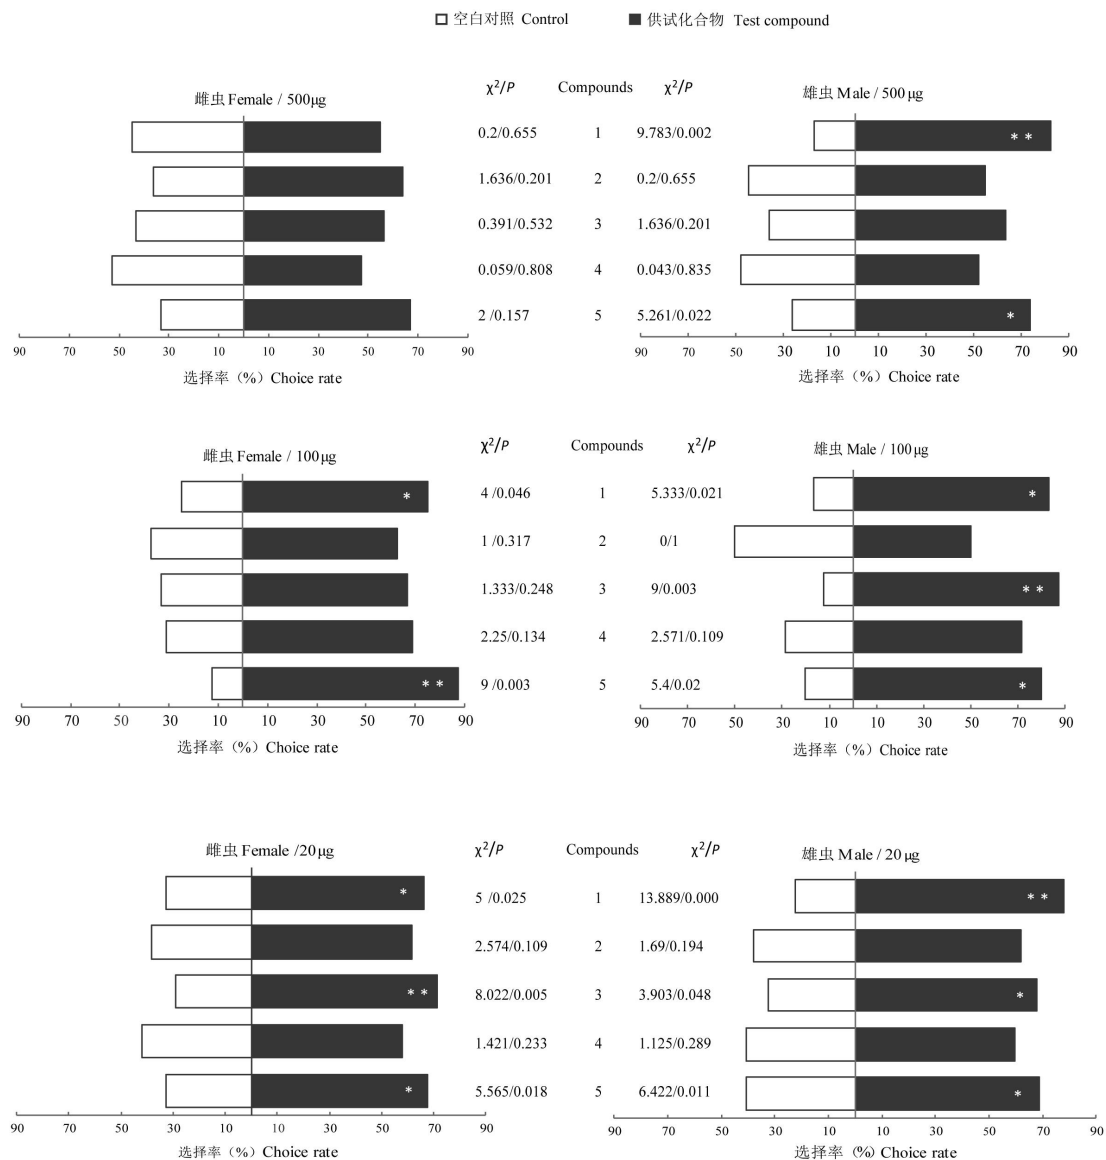 空白对照 Control 供试化合物 Test compound
雌虫 Female / 500μg χ²/P Compounds χ²/P 雄虫 Male / 500μg
0.2/0.655 1 9.783/0.002 * *
1.636/0.201 2 0.2/0.655
0.391/0.532 3 1.636/0.201
0.059/0.808 4 0.043/0.835
2 /0.157 5 5.261/0.022 *
90 70 50 30 10 10 30 50 70 90 30 10 10 30 50 70 90
选择率（%）Choice rate 选择率（%）Choice rate
雌虫 Female / 100μg χ²/P Compounds χ²/P 雄虫 Male / 100μg
* 4 /0.046 1 5.333/0.021 *
1 /0.317 2 0/1
1.333/0.248 3 9/0.003 * *
2.25/0.134 4 2.571/0.109
* * 9 /0.003 5 5.4/0.02 *
90 70 50 30 10 10 30 50 70 90 90 70 50 30 10 10 30 50 70 90
选择率（%）Choice rate 选择率（%）Choice rate
雌虫 Female /20μg χ²/P Compounds χ²/P 雄虫 Male / 20μg
* 5 /0.025 1 13.889/0.000 * *
2.574/0.109 2 1.69/0.194
* * 8.022/0.005 3 3.903/0.048 *
1.421/0.233 4 1.125/0.289
* 5.565/0.018 5 6.422/0.011 *
90 70 50 30 10 10 30 50 70 90 90 70 50 30 10 10 30 50 70 90
选择率（%）Choice rate 选择率 (%) Choice rate